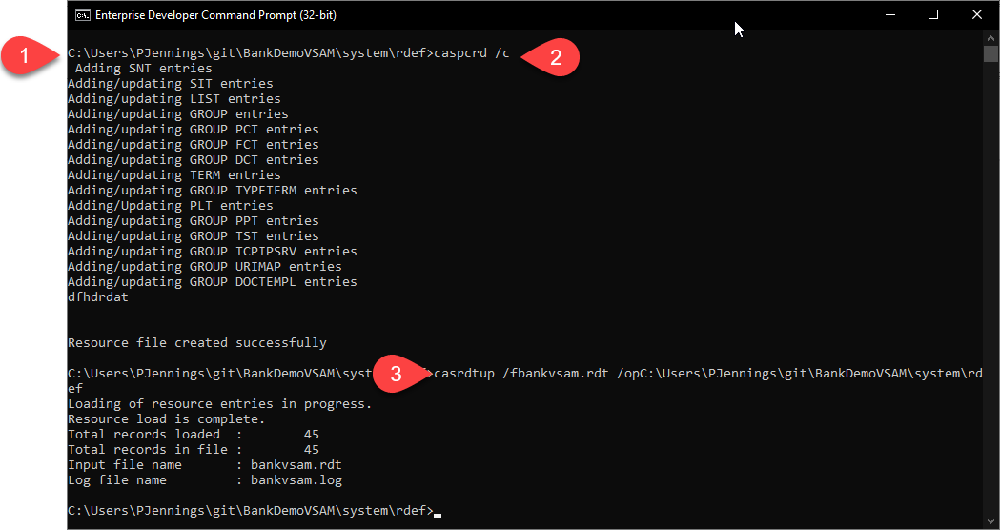 Enterprise Developer Command Prompt (32-bit)
1 C:\Users\PJennings\git\BankDemoVSAM\system\rdef>caspcrd /c 2
Adding SNT entries
Adding/updating SIT entries
Adding/updating LIST entries
Adding/updating GROUP entries
Adding/updating GROUP PCT entries
Adding/updating GROUP FCT entries
Adding/updating GROUP DCT entries
Adding/updating TERM entries
Adding/updating GROUP TYPETERM entries
Adding/Updating PLT entries
Adding/updating GROUP PPT entries
Adding/updating GROUP TST entries
Adding/updating GROUP TCPIPSRV entries
Adding/updating GROUP URIMAP entries
Adding/updating GROUP DOCTEMPL entries
dfhdrdat
Resource file created successfully
C:\Users\PJennings\git\BankDemoVSAM\syste 3 >casrdtup /fbankvsam.rdt /opC:\Users\PJennings\git\BankDemoVSAM\system\rd
ef
Loading of resource entries in progress.
Resource load is complete.
Total records loaded : 45
Total records in file : 45
Input file name : bankvsam.rdt
Log file name : bankvsam.log
C:\Users\PJennings\git\BankDemoVSAM\system\rdef>